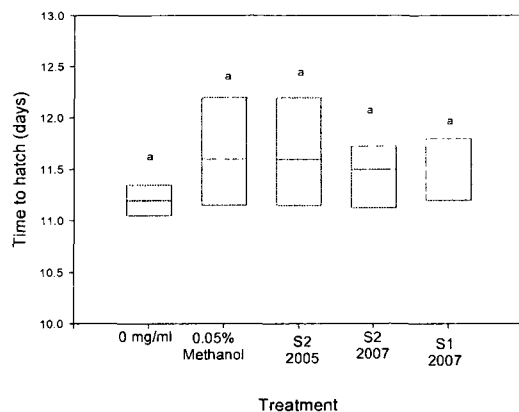 13.0
12.5
12.0
11.5
11.0
10.5
10.0
Time to hatch (days)
a
a
a
a
a
0 mg/ml
0.05%
Methanol
S2
2005
S2
2007
S1
2007
Treatment